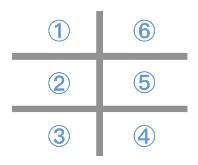 ① ⑥
② ⑤
③ ④